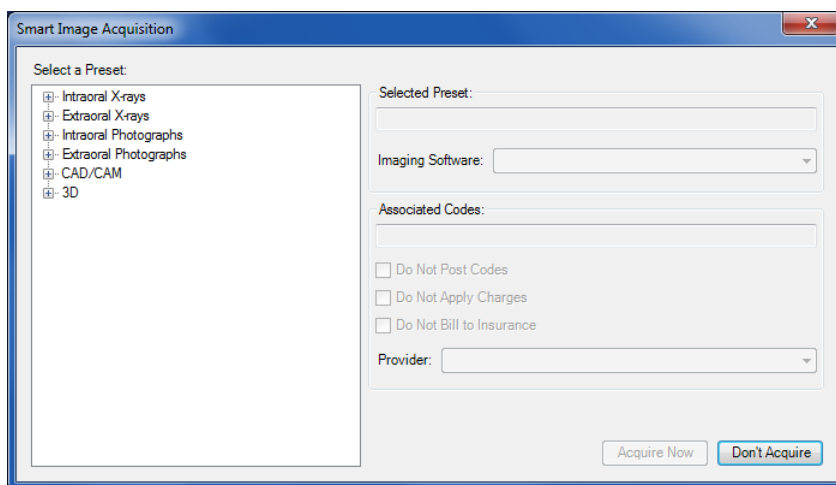 Smart Image Acquisition
Select a Preset:
Intraoral X-rays
Extraoral X-rays
Intraoral Photographs
Extraoral Photographs
CAD/CAM
3D
Selected Preset:
Imaging Software:
Associated Codes:
Do Not Post Codes
Do Not Apply Charges
Do Not Bill to Insurance
Provider:
Acquire Now
Don't Acquire